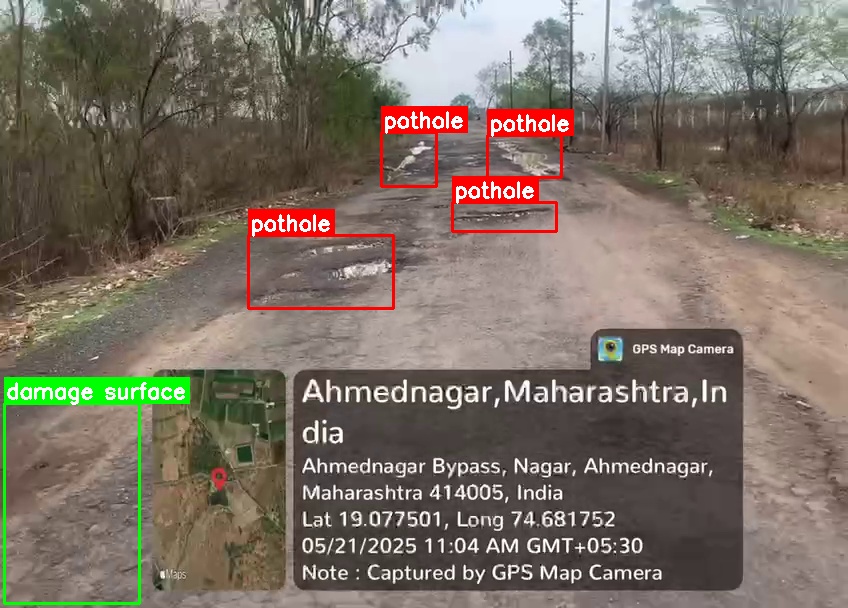 pothole
pothole
pothole
pothole
damage surface
GPS Map Camera
Ahmednagar,Maharashtra,In
dia
Ahmednagar Bypass, Nagar, Ahmednagar,
Maharashtra 414005, India
Lat 19.077501, Long 74.681752
05/21/2025 11:04 AM GMT+05:30
Note : Captured by GPS Map Camera
Maps